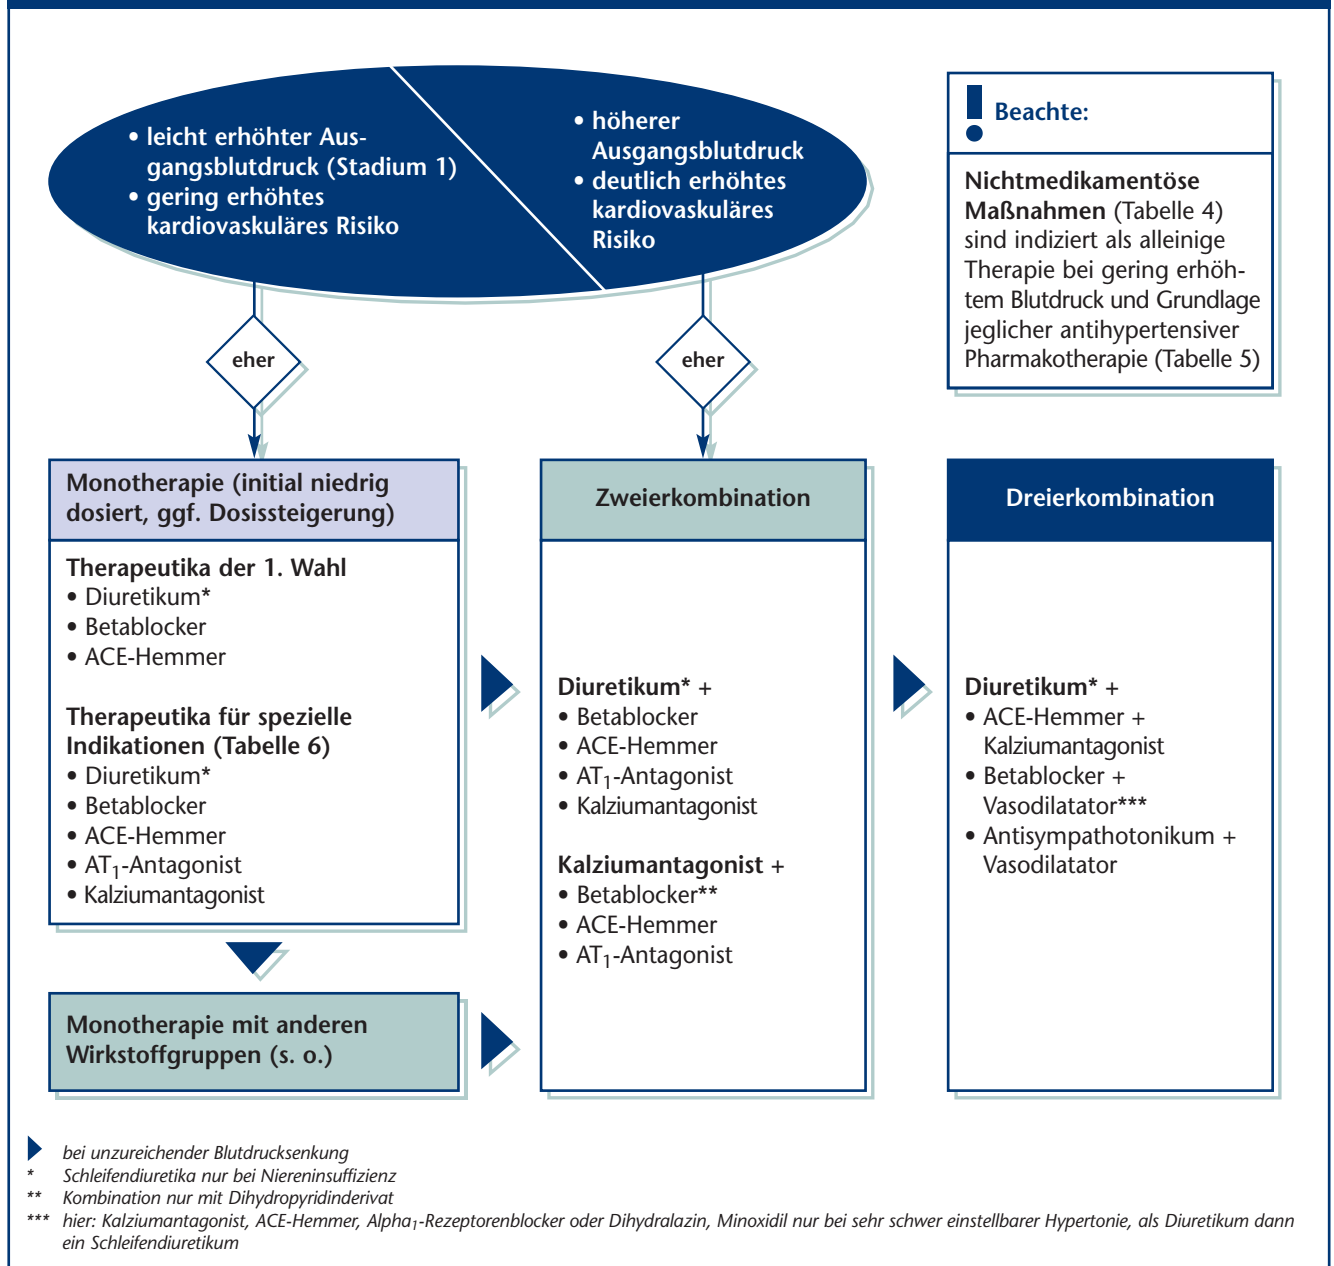 • leicht erhöhter Aus-
gangsblutdruck (Stadium 1)
• gering erhöhtes
kardiovaskuläres Risiko
• höherer
Ausgangsblutdruck
• deutlich erhöhtes
kardiovaskuläres
Risiko
! Beachte:
Nichtmedikamentöse
Maßnahmen (Tabelle 4)
sind indiziert als alleinige
Therapie bei gering erhöh-
tem Blutdruck und Grundlage
jeglicher antihypertensiver
Pharmakotherapie (Tabelle 5)
eher
eher
Monotherapie (initial niedrig
dosiert, ggf. Dosissteigerung)
Therapeutika der 1. Wahl
• Diuretikum*
• Betablocker
• ACE-Hemmer
Therapeutika für spezielle
Indikationen (Tabelle 6)
• Diuretikum*
• Betablocker
• ACE-Hemmer
• AT1-Antagonist
• Kalziumantagonist
Monotherapie mit anderen
Wirkstoffgruppen (s. o.)
Zweierkombination
Diuretikum* +
• Betablocker
• ACE-Hemmer
• AT1-Antagonist
• Kalziumantagonist
Kalziumantagonist +
• Betablocker**
• ACE-Hemmer
• AT1-Antagonist
Dreierkombination
Diuretikum* +
• ACE-Hemmer +
Kalziumantagonist
• Betablocker +
Vasodilatator***
• Antisympathotonikum +
Vasodilatator
bei unzureichender Blutdrucksenkung
* Schleifendiuretika nur bei Niereninsuffizienz
** Kombination nur mit Dihydropyridinderivat
*** hier: Kalziumantagonist, ACE-Hemmer, Alpha1-Rezeptorenblocker oder Dihydralazin, Minoxidil nur bei sehr schwer einstellbarer Hypertonie, als Diuretikum dann
ein Schleifendiuretikum